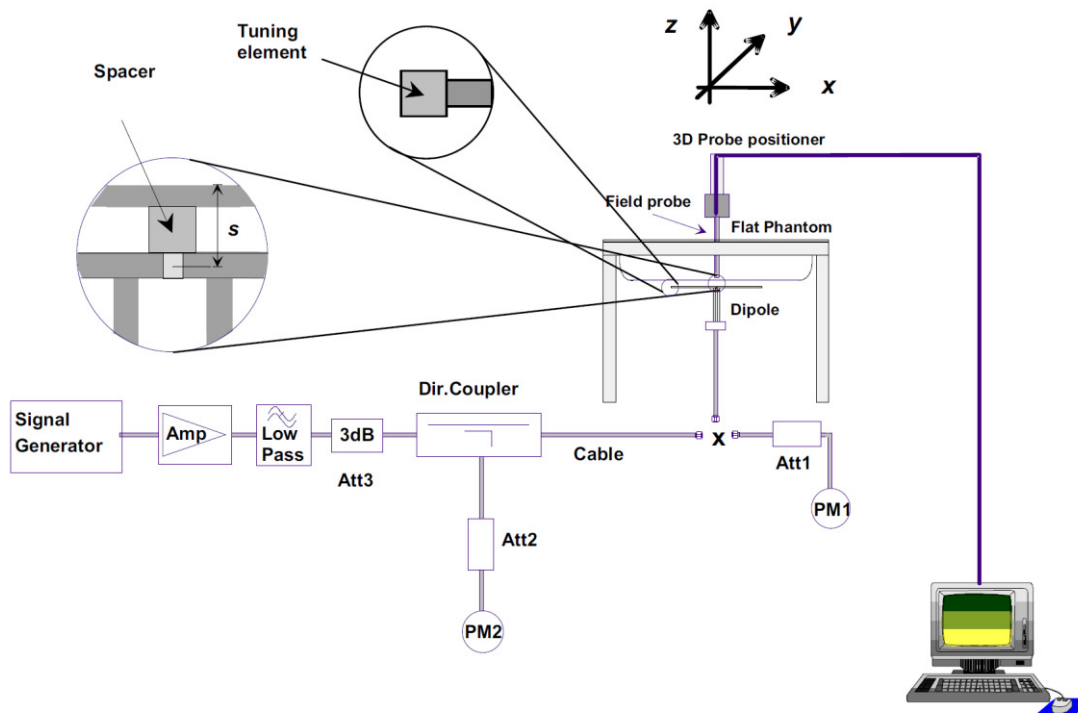 Tuning
element
z
y
x
Spacer
3D Probe positioner
s
Field probe
Flat Phantom
Dipole
Dir.Coupler
Signal
Generator
Amp
Low
Pass
3dB
Att3
Cable
x
Att1
PM1
Att2
PM2